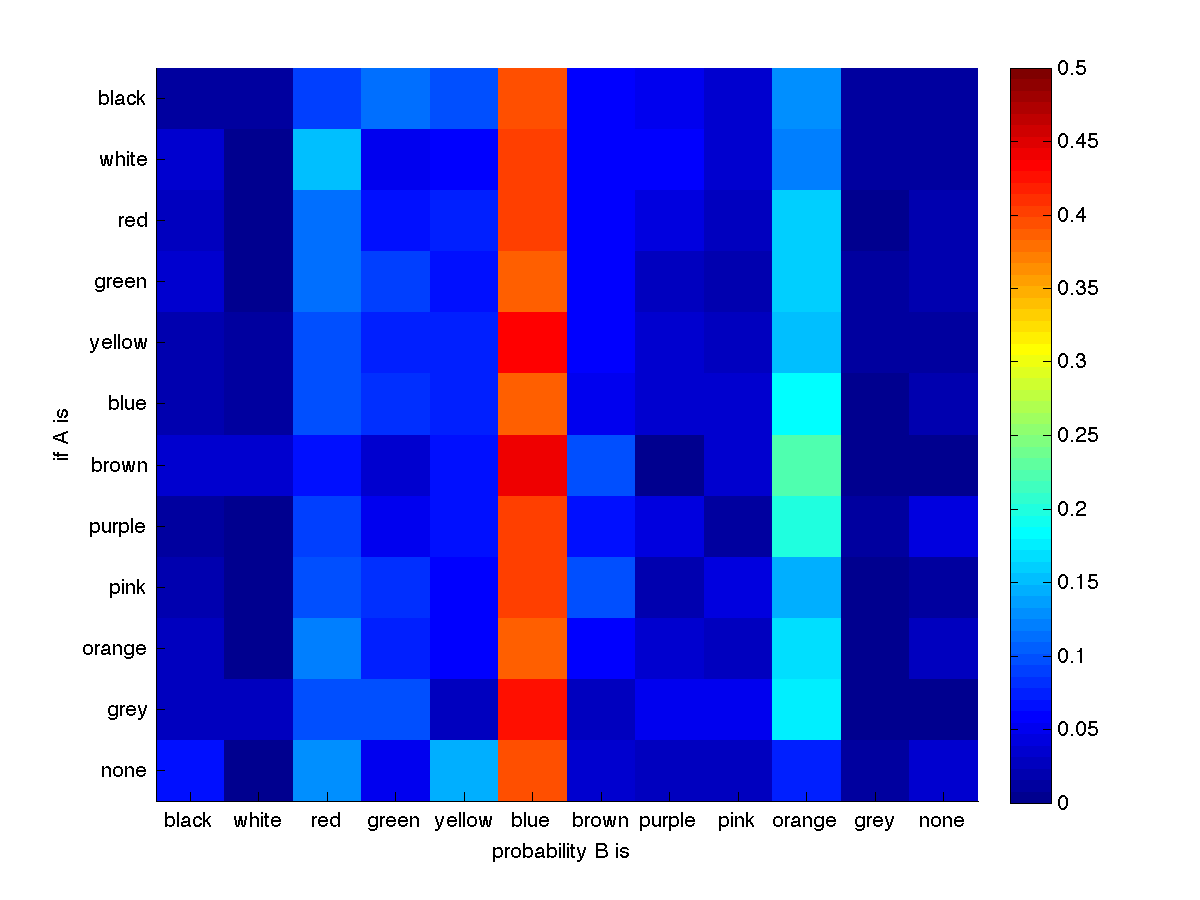 black
white
red
green
yellow
blue
brown
purple
pink
orange
grey
none
if A is
black white red green yellow blue brown purple pink orange grey none
probability B is
0.5
0.45
0.4
0.35
0.3
0.25
0.2
0.15
0.1
0.05
0